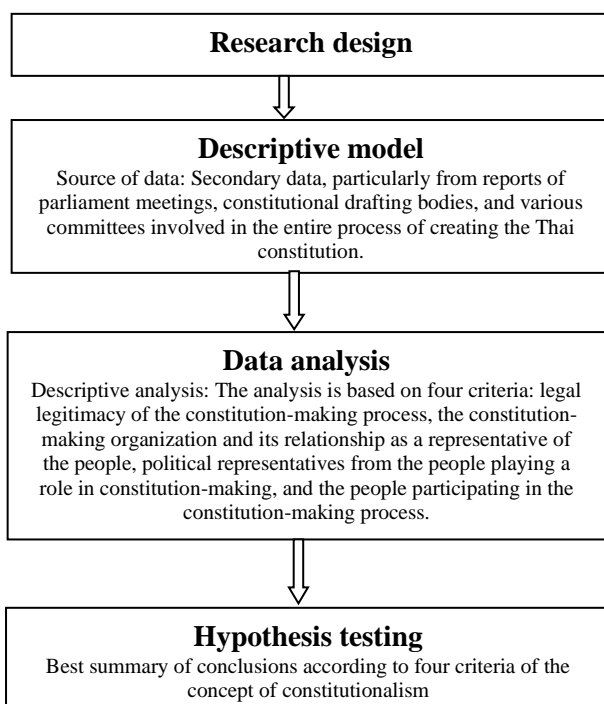 Research design
Descriptive model
Source of data: Secondary data, particularly from reports of
parliament meetings, constitutional drafting bodies, and various
committees involved in the entire process of creating the Thai
constitution.
Data analysis
Descriptive analysis: The analysis is based on four criteria: legal
legitimacy of the constitution-making process, the constitution-
making organization and its relationship as a representative of
the people, political representatives from the people playing a
role in constitution-making, and the people participating in the
constitution-making process.
Hypothesis testing
Best summary of conclusions according to four criteria of the
concept of constitutionalism